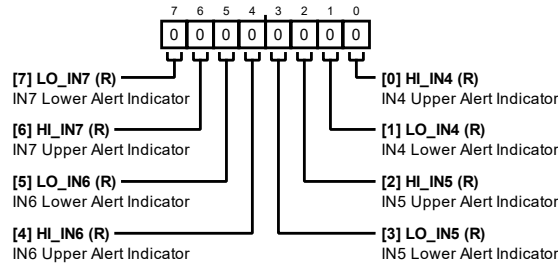 7 6 5 4 3 2 1 0
0 0 0 0 0 0 0 0
[7] LO_IN7 (R)
IN7 Lower Alert Indicator
[6] HI_IN7 (R)
IN7 Upper Alert Indicator
[5] LO_IN6 (R)
IN6 Lower Alert Indicator
[4] HI_IN6 (R)
IN6 Upper Alert Indicator
[0] HI_IN4 (R)
IN4 Upper Alert Indicator
[1] LO_IN4 (R)
IN4 Lower Alert Indicator
[2] HI_IN5 (R)
IN5 Upper Alert Indicator
[3] LO_IN5 (R)
IN5 Lower Alert Indicator